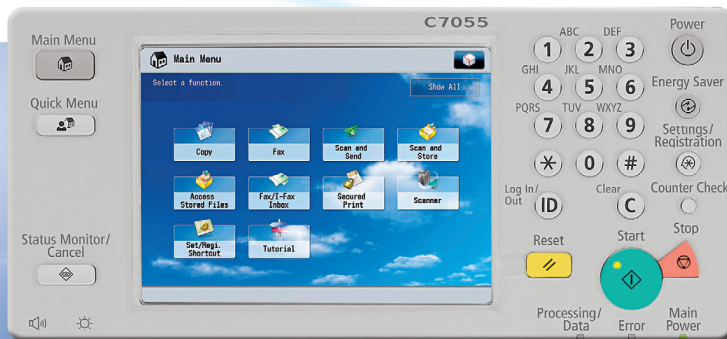 C7055
Main Menu
Quick Menu
Status Monitor/
Cancel
Main Menu
Select a function.
Show All
Copy
Fax
Scan and
Send
Scan and
Store
Access
Stored Files
Fax/I-Fax
Inbox
Secured
Print
Scanner
Set/Regi.
Shortcut
Tutorial
ABC
DEF
1
2
3
GHI
JKL
MNO
4
5
6
PQRS
TUV
WXYZ
7
8
9
0
#
Log In/
Out
ID
Clear
C
Power
Energy Saver
Settings/
Registration
Counter Check
Reset
Start
Stop
Processing/
Data
Error
Main
Power